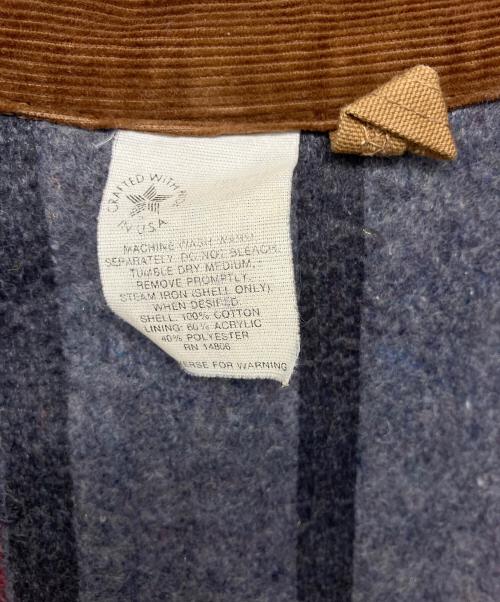 CRAFTED WITH PRIDE
IN U.S.A.
MACHINE WASH WARM
SEPARATELY. DO NOT BLEACH.
TUMBLE DRY MEDIUM,
REMOVE PROMPTLY.
STEAM IRON (SHELL ONLY)
WHEN DESIRED.
SHELL: 100% COTTON
LINING: 60% ACRYLIC
40% POLYESTER
RN 14806
ERSE FOR WARNING